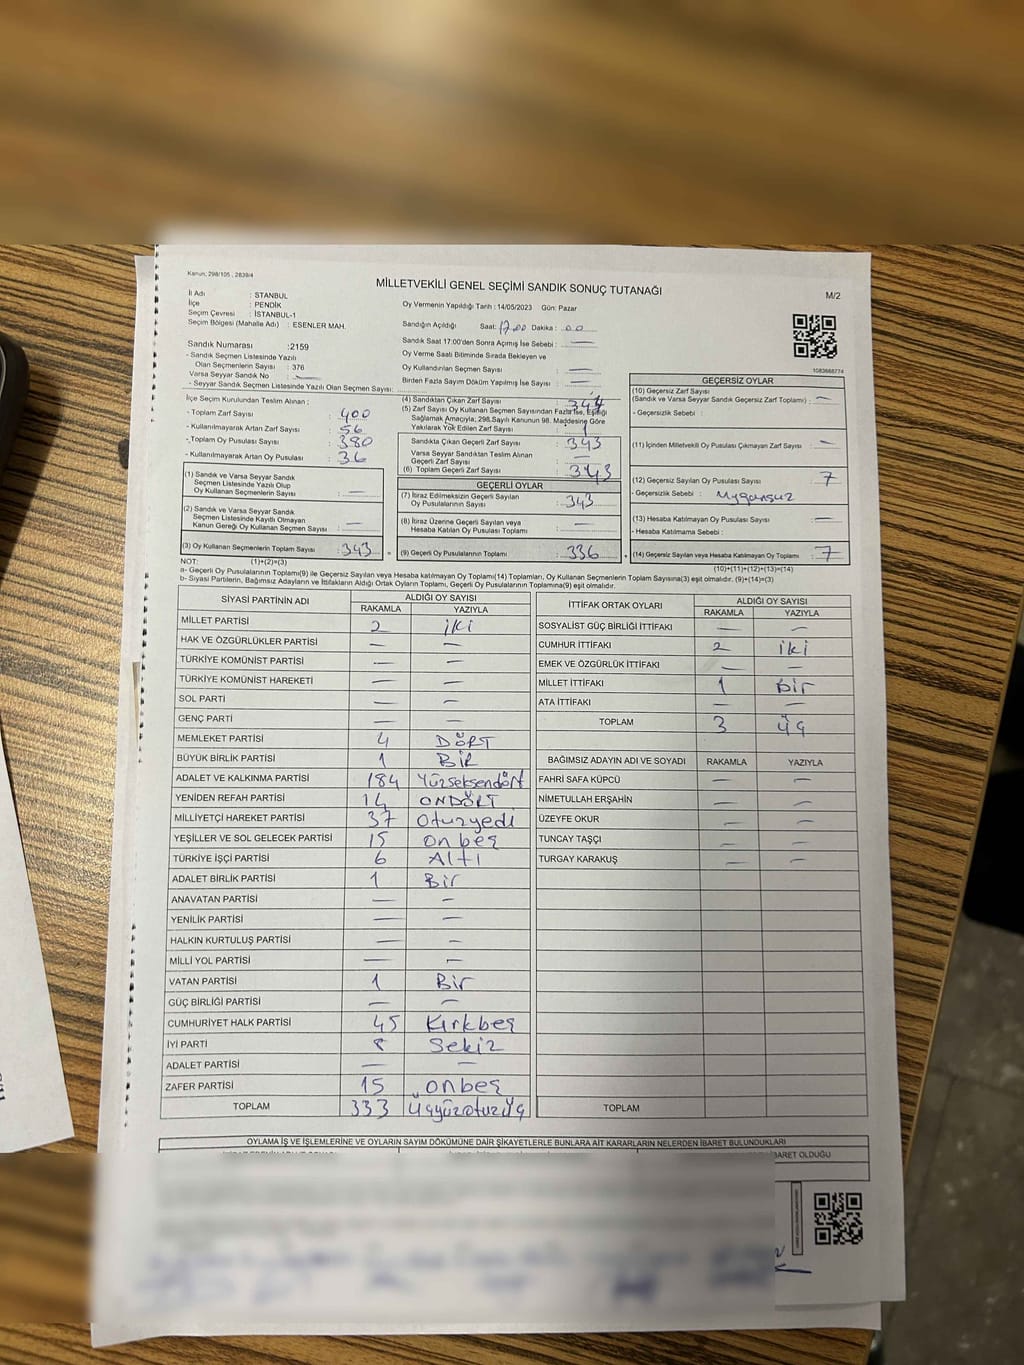 Kanun; 298/105 , 2839/4
MİLLETVEKİLİ GENEL SEÇİMİ SANDIK SONUÇ TUTANAĞI
M/2
İl Adı : STANBUL
İlçe : PENDİK
Seçim Çevresi : İSTANBUL-1
Seçim Bölgesi (Mahalle Adı) : ESENLER MAH.
Sandık Numarası :2159
- Sandık Seçmen Listesinde Yazılı
Olan Seçmenlerin Sayısı : 376
Varsa Seyyar Sandık No : —
- Seyyar Sandık Seçmen Listesinde Yazılı Olan Seçmen Sayısı:
Oy Vermenin Yapıldığı Tarih : 14/05/2023 Gün: Pazar
Sandığın Açıldığı Saat: 17.00 Dakika : 00
Sandık Saat 17:00'den Sonra Açımış İse Sebebi : —
Oy Verme Saati Bitiminde Sırada Bekleyen ve
Oy Kullandırılan Seçmen Sayısı : —
Birden Fazla Sayım Döküm Yapılmış İse Sayısı : —
1083668774
İlçe Seçim Kurulundan Teslim Alınan ;
- Toplam Zarf Sayısı : 400
- Kullanılmayarak Artan Zarf Sayısı : 56
- Toplam Oy Pusulası Sayısı : 380
- Kullanılmayarak Artan Oy Pusulası : 36
(1) Sandık ve Varsa Seyyar Sandık
Seçmen Listesinde Yazılı Olup
Oy Kullanan Seçmenlerin Sayısı : —
(2) Sandık ve Varsa Seyyar Sandık
Seçmen Listesinde Kayıtlı Olmayan
Kanun Gereği Oy Kullanan Seçmen Sayısı : —
(3) Oy Kullanan Seçmenlerin Toplam Sayısı : 343 =
(4) Sandıktan Çıkan Zarf Sayısı : 344
(5) Zarf Sayısı Oy Kullanan Seçmen Sayısından Fazla İse, Eşitliği
Sağlamak Amacıyla; 298 Sayılı Kanunun 98. Maddesine Göre
Yakılarak Yok Edilen Zarf Sayısı : 1
Sandıkta Çıkan Geçerli Zarf Sayısı : 343
Varsa Seyyar Sandıktan Teslim Alınan
Geçerli Zarf Sayısı : —
(6) Toplam Geçerli Zarf Sayısı : 343
GEÇERLİ OYLAR
(7) İtiraz Edilmeksizin Geçerli Sayılan
Oy Pusulalarının Sayısı : 343
(8) İtiraz Üzerine Geçerli Sayılan veya
Hesaba Katılan Oy Pusulası Toplamı : —
(9) Geçerli Oy Pusulalarının Toplamı : 336 +
GEÇERSİZ OYLAR
(10) Geçersiz Zarf Sayısı
(Sandık ve Varsa Seyyar Sandık Geçersiz Zarf Toplamı) : —
- Geçersizlik Sebebi :
(11) İçinden Milletvekili Oy Pusulası Çıkmayan Zarf Sayısı : —
(12) Geçersiz Sayılan Oy Pusulası Sayısı : 7
- Geçersizlik Sebebi : Uygunsuz
(13) Hesaba Katılmayan Oy Pusulası Sayısı : —
- Hesaba Katılmama Sebebi :
(14) Geçersiz Sayılan veya Hesaba Katılmayan Oy Toplamı : 7
NOT: (1)+(2)=(3)
(10)+(11)+(12)+(13)=(14)
a- Geçerli Oy Pusulalarının Toplamı(9) ile Geçersiz Sayılan veya Hesaba katılmayan Oy Toplamı(14) Toplamları, Oy Kullanan Seçmenlerin Toplam Sayısına(3) eşit olmalıdır. (9)+(14)=(3)
b- Siyasi Partilerin, Bağımsız Adayların ve İttifakların Aldığı Ortak Oyların Toplamı, Geçerli Oy Pusulalarının Toplamına(9) eşit olmalıdır.
SİYASİ PARTİNİN ADI ALDIĞI OY SAYISI
RAKAMLA YAZIYLA
MİLLET PARTİSİ 2 iki
HAK VE ÖZGÜRLÜKLER PARTİSİ — —
TÜRKİYE KOMÜNİST PARTİSİ — —
TÜRKİYE KOMÜNİST HAREKETİ — —
SOL PARTİ — —
GENÇ PARTİ — —
MEMLEKET PARTİSİ 4 DÖRT
BÜYÜK BİRLİK PARTİSİ 1 BİR
ADALET VE KALKINMA PARTİSİ 184 Yüzseksendört
YENİDEN REFAH PARTİSİ 14 ONDÖRT
MİLLİYETÇİ HAREKET PARTİSİ 37 Otuzyedi
YEŞİLLER VE SOL GELECEK PARTİSİ 15 onbeş
TÜRKİYE İŞÇİ PARTİSİ 6 Altı
ADALET BİRLİK PARTİSİ 1 Bir
ANAVATAN PARTİSİ — —
YENİLİK PARTİSİ — —
HALKIN KURTULUŞ PARTİSİ — —
MİLLİ YOL PARTİSİ — —
VATAN PARTİSİ 1 Bir
GÜÇ BİRLİĞİ PARTİSİ — —
CUMHURİYET HALK PARTİSİ 45 Kırkbeş
İYİ PARTİ 8 Sekiz
ADALET PARTİSİ — —
ZAFER PARTİSİ 15 onbeş
TOPLAM 333 Üçyüzotuzüç
İTTİFAK ORTAK OYLARI ALDIĞI OY SAYISI
RAKAMLA YAZIYLA
SOSYALİST GÜÇ BİRLİĞİ İTTİFAKI — —
CUMHUR İTTİFAKI 2 iki
EMEK VE ÖZGÜRLÜK İTTİFAKI — —
MİLLET İTTİFAKI 1 Bir
ATA İTTİFAKI — —
TOPLAM 3 üç
BAĞIMSIZ ADAYIN ADI VE SOYADI RAKAMLA YAZIYLA
FAHRİ SAFA KÜPCÜ — —
NİMETULLAH ERŞAHİN — —
ÜZEYFE OKUR — —
TUNCAY TAŞÇI — —
TURGAY KARAKUŞ — —
TOPLAM
OYLAMA İŞ VE İŞLEMLERİNE VE OYLARIN SAYIM DÖKÜMÜNE DAİR ŞİKAYETLERLE BUNLARA AİT KARARLARIN NELERDEN İBARET BULUNDUKLARI
BARET OLDUĞU